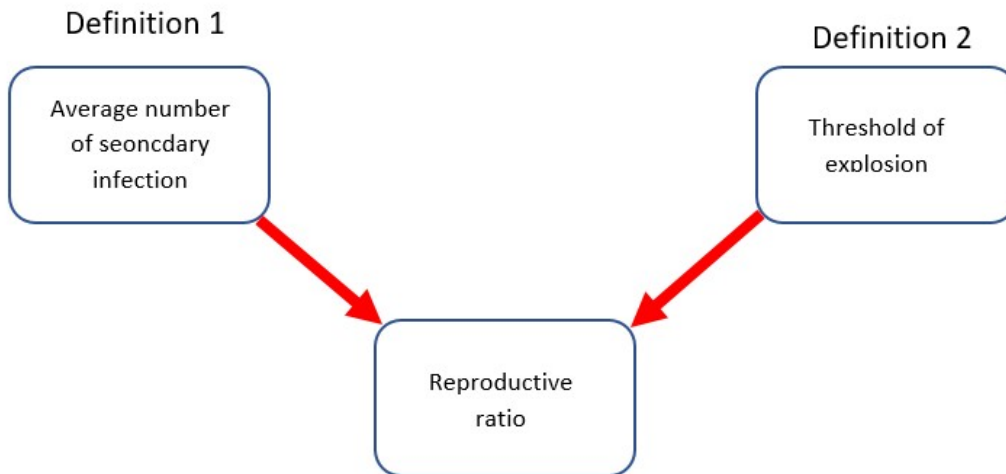 Definition 1
Average number
of seoncdary
infection
Definition 2
Threshold of
explosion
Reproductive
ratio